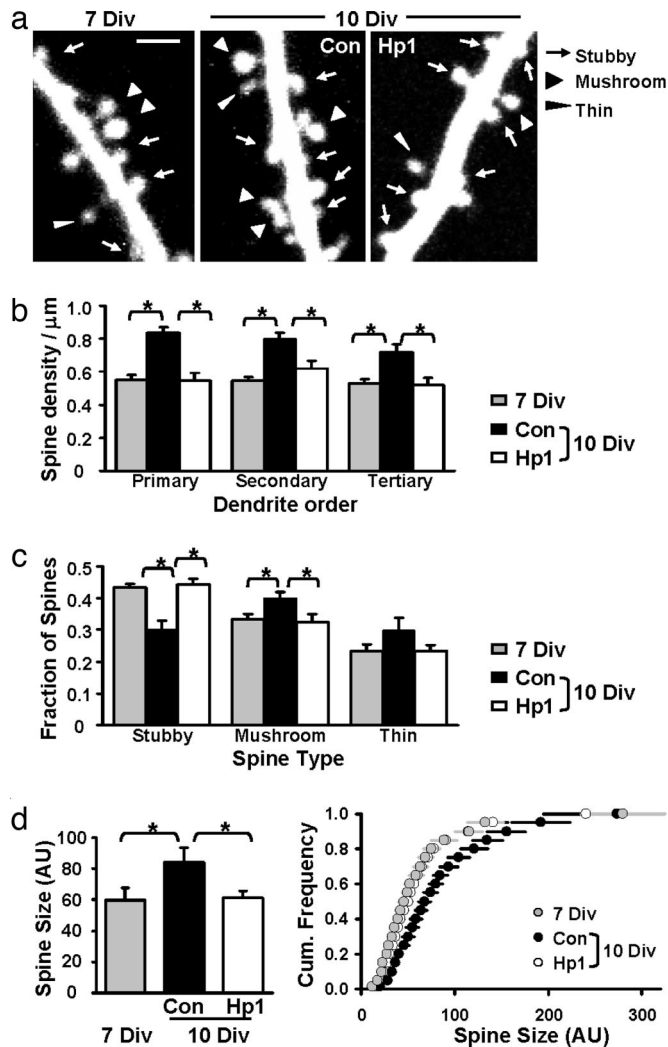 a
7 Div
10 Div
Con
Hp1
Stubby
Mushroom
Thin
b
Spine density / μm
1.0
0.8
0.6
0.4
0.2
0
* * * * * *
Primary Secondary Tertiary
Dendrite order
7 Div
Con
Hp1
10 Div
c
Fraction of Spines
0.5
0.4
0.3
0.2
0.1
0
* * * *
Stubby Mushroom Thin
Spine Type
7 Div
Con
Hp1
10 Div
d
Spine Size (AU)
100
80
60
40
20
0
* *
Con Hp1
7 Div 10 Div
Cum. Frequency
1.0
0.8
0.6
0.4
0.2
0.0
7 Div
Con
Hp1
10 Div
0 100 200 300
Spine Size (AU)